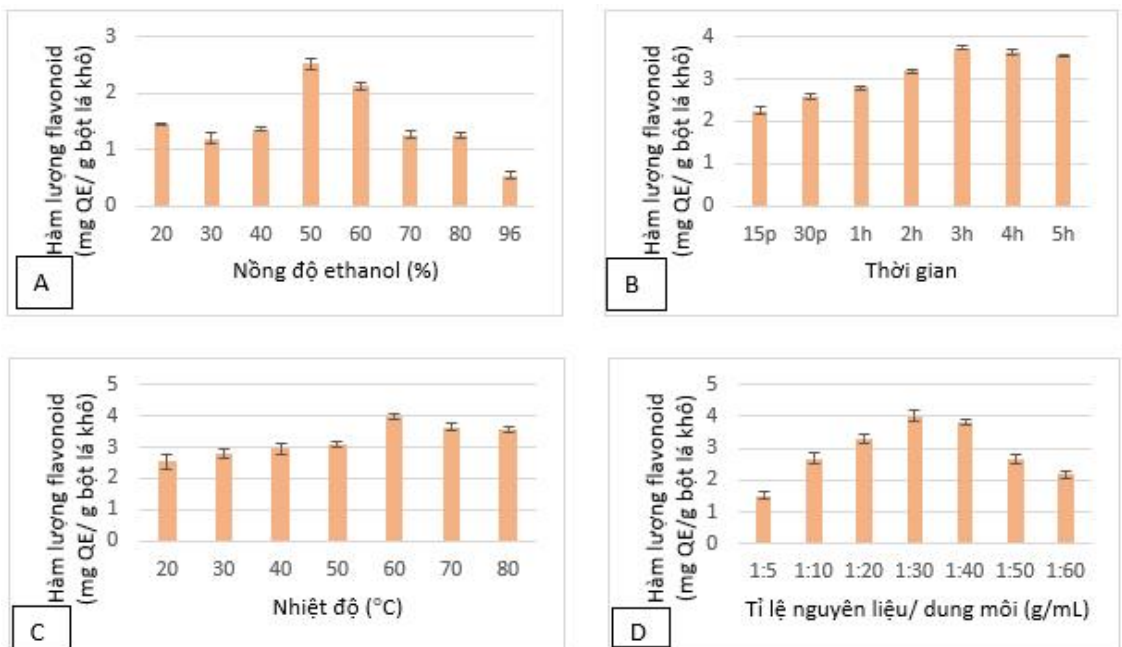 Hàm lượng flavonoid
(mg QE/ g bột lá khô)
3
2
1
0
20 30 40 50 60 70 80 96
Nồng độ ethanol (%)
A
Hàm lượng flavonoid
(mg QE/ g bột lá khô)
4
3
2
1
0
15p 30p 1h 2h 3h 4h 5h
Thời gian
B
Hàm lượng flavonoid
(mg QE/ g bột lá khô)
5
4
3
2
1
0
20 30 40 50 60 70 80
Nhiệt độ (°C)
C
Hàm lượng flavonoid
(mg QE/g bột lá khô)
5
4
3
2
1
0
1:5 1:10 1:20 1:30 1:40 1:50 1:60
Tỉ lệ nguyên liệu/ dung môi (g/mL)
D